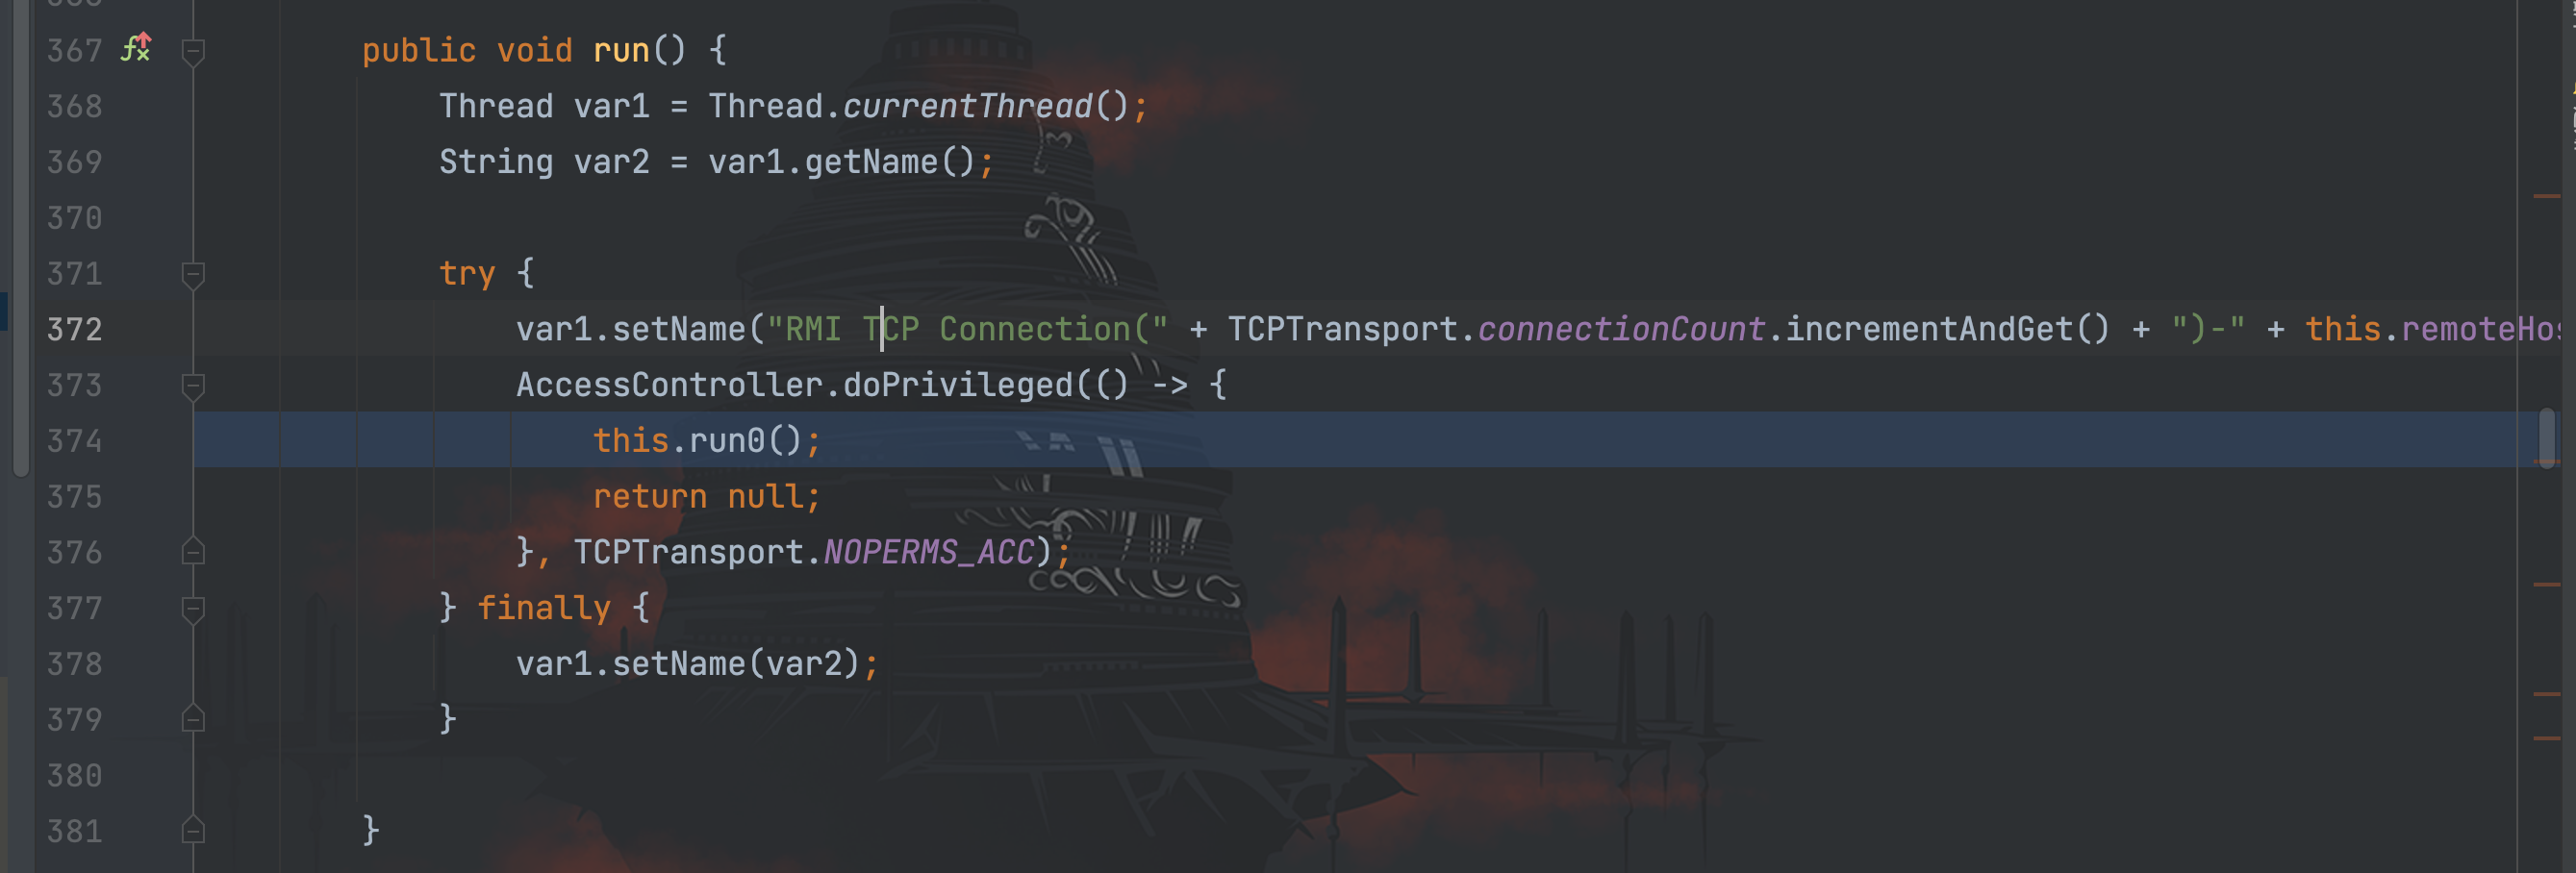 367 public void run() {
368 Thread var1 = Thread.currentThread();
369 String var2 = var1.getName();
370
371 try {
372 var1.setName("RMI TCP Connection(" + TCPTransport.connectionCount.incrementAndGet() + ")-" + this.remoteHos
373 AccessController.doPrivileged(() -> {
374 this.run0();
375 return null;
376 }, TCPTransport.NOPERMS_ACC);
377 } finally {
378 var1.setName(var2);
379 }
380
381 }